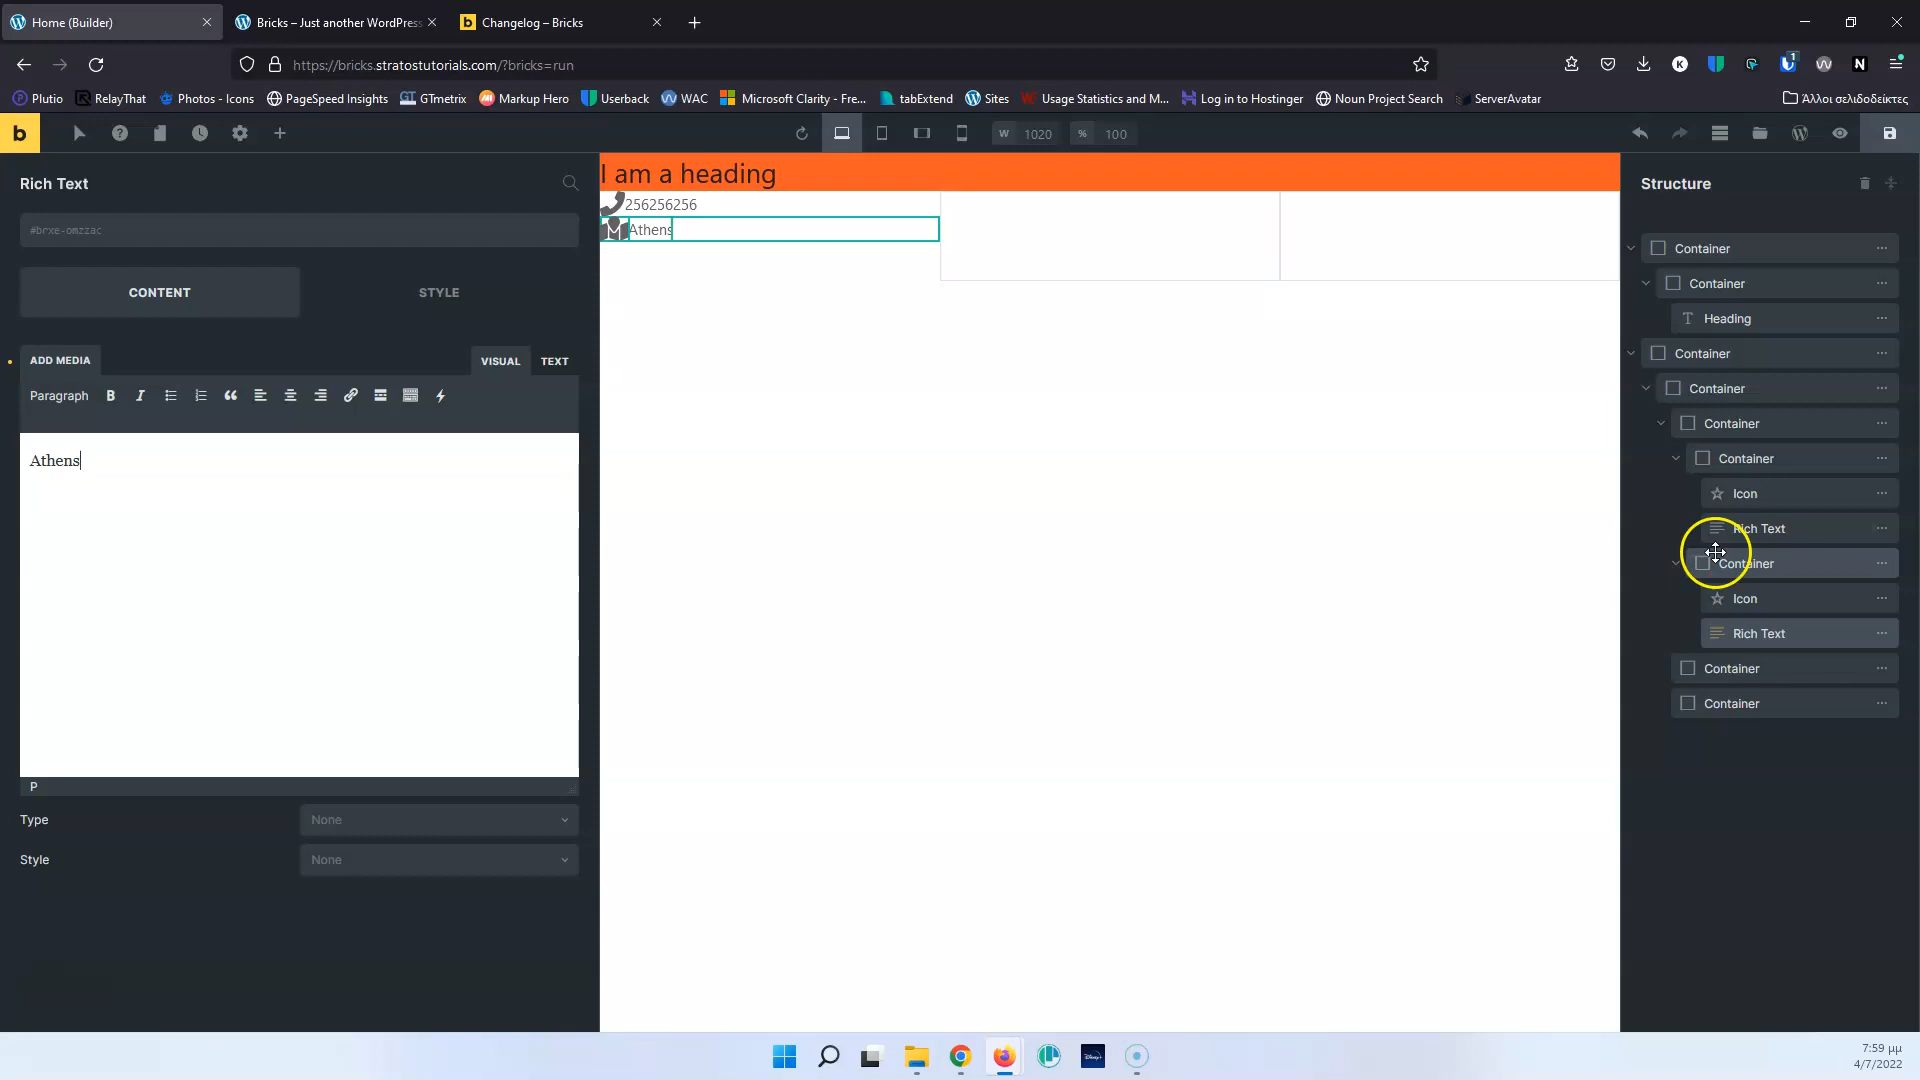 Home (Builder)
Bricks – Just another WordPress
b Changelog – Bricks
https://bricks.stratostutorials.com/?bricks=run
1 K N
Plutio RelayThat Photos - Icons PageSpeed Insights GTmetrix Markup Hero Userback WAC Microsoft Clarity - Fre... tabExtend Sites Usage Statistics and M... Log in to Hostinger Noun Project Search ServerAvatar Άλλοι σελιδοδείκτες
b W 1020 % 100
Rich Text
#brxe-omzzac
CONTENT STYLE
ADD MEDIA VISUAL TEXT
Paragraph B I
Athens
P
Type None
Style None
I am a heading
256256256
Athens
Structure
Container
Container
Heading
Container
Container
Container
Container
Icon
Rich Text
Container
Icon
Rich Text
Container
Container
Disney+
7:59 μμ
4/7/2022